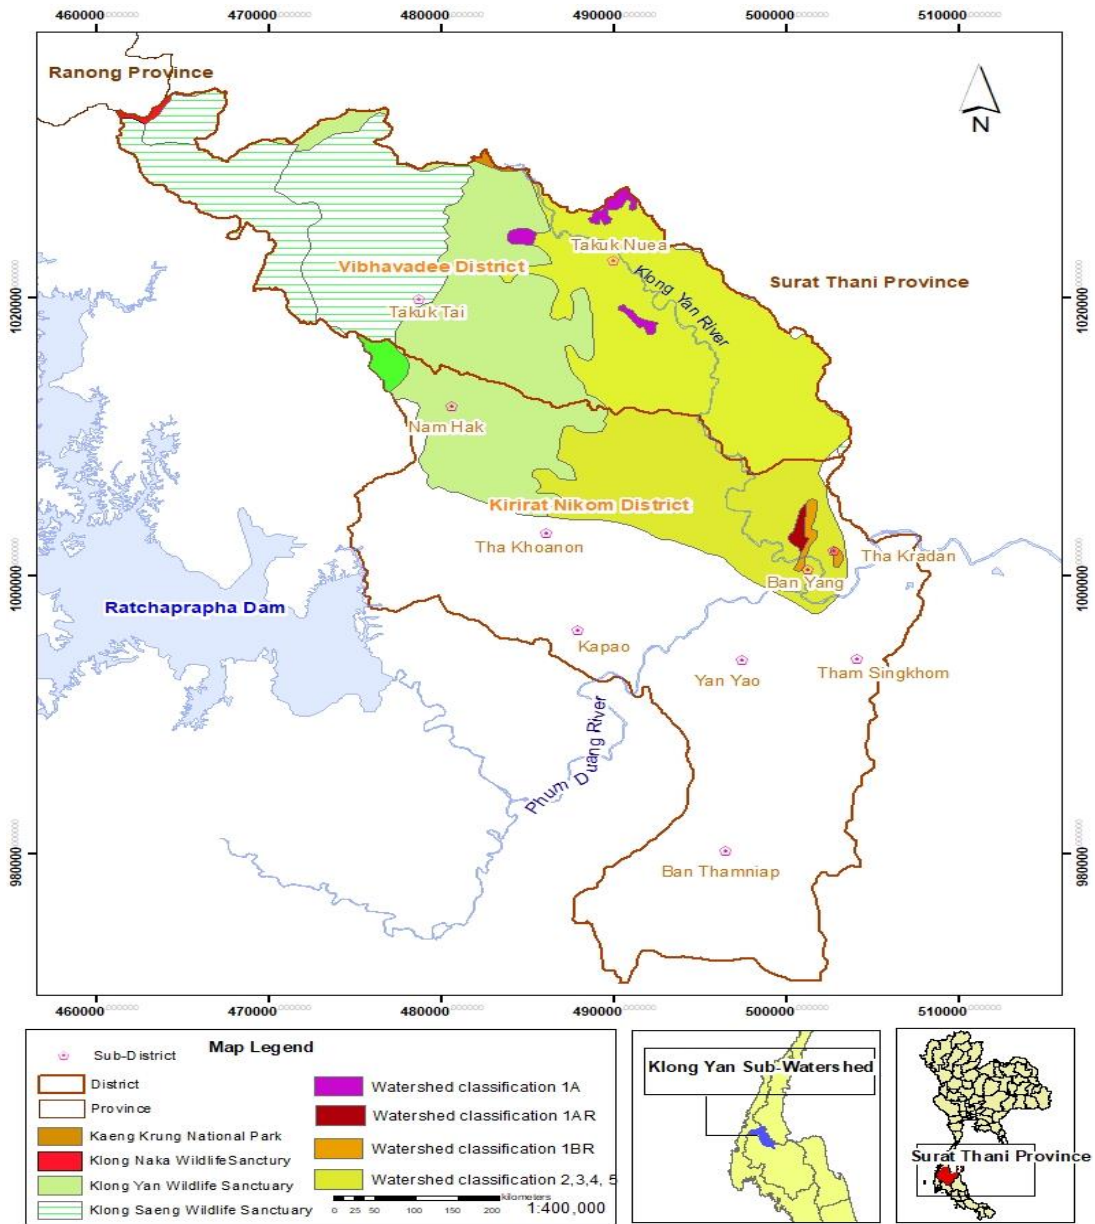 460000 470000 480000 490000 500000 510000
Ranong Province
N
Takuk Nuea
Vibhavadee District
Klong Yan River
Surat Thani Province
1020000
1020000
Takuk Tai
Nam Hak
Kirirat Nikom District
Tha Khoanon
Tha Kradan
1000000
1000000
Ban Yang
Ratchaprapha Dam
Kapao
Yan Yao
Tham Singkhom
Phum Duang River
980000
980000
Ban Thamniap
460000 470000 480000 490000 500000 510000
Map Legend
Sub-District
District
Province
Kaeng Krung National Park
Klong Naka WildlifeSanctury
Klong Yan Wildlife Sanctuary
Klong Saeng Wildlife Sanctuary
Watershed classification 1A
Watershed classification 1AR
Watershed classification 1BR
Watershed classification 2,3,4, 5
kilometers
0 25 50 100 150 200
1:400,000
Klong Yan Sub-Watershed
Surat Thani Province